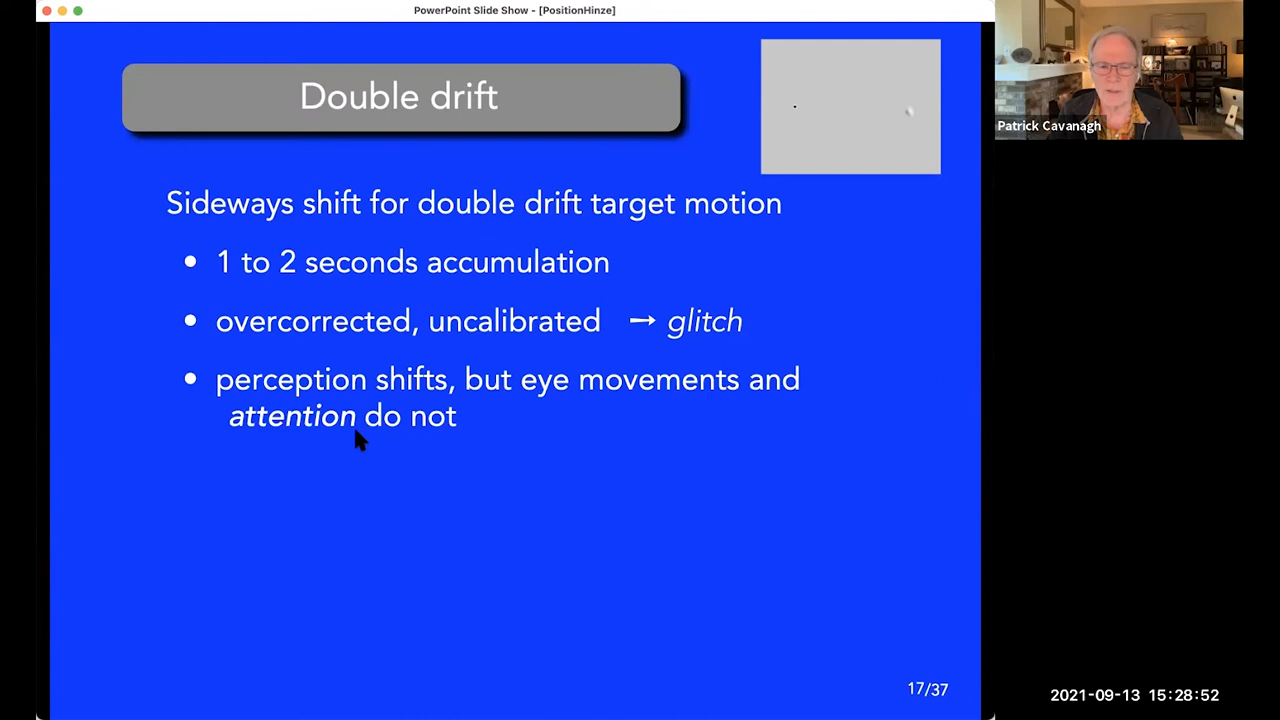 PowerPoint Slide Show - [PositionHinze]
Double drift
Patrick Cavanagh
Sideways shift for double drift target motion
• 1 to 2 seconds accumulation
• overcorrected, uncalibrated → glitch
• perception shifts, but eye movements and
attention do not
17/37
2021-09-13 15:28:52